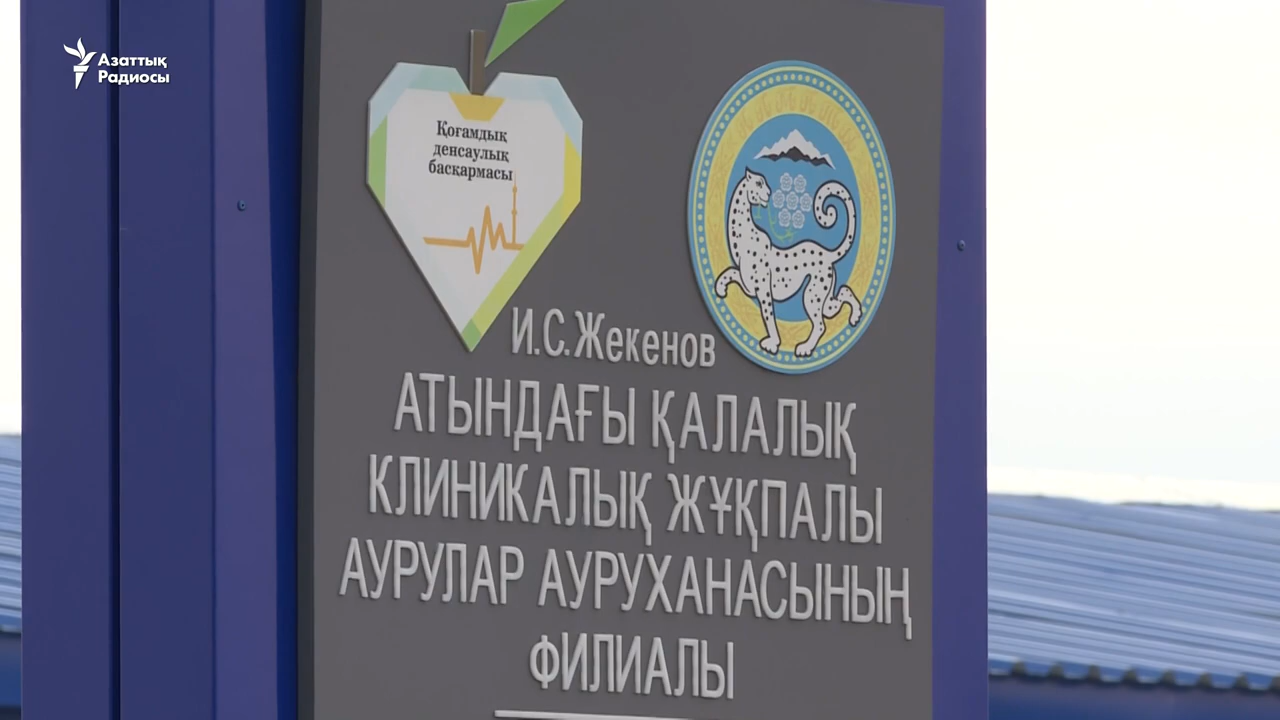 Азаттық
Радиосы
Қоғамдық
денсаулық
басқармасы
И.С.Жекенов
АТЫНДАҒЫ ҚАЛАЛЫҚ
КЛИНИКАЛЫҚ ЖҰҚПАЛЫ
АУРУЛАР АУРУХАНАСЫНЫҢ
ФИЛИАЛЫ